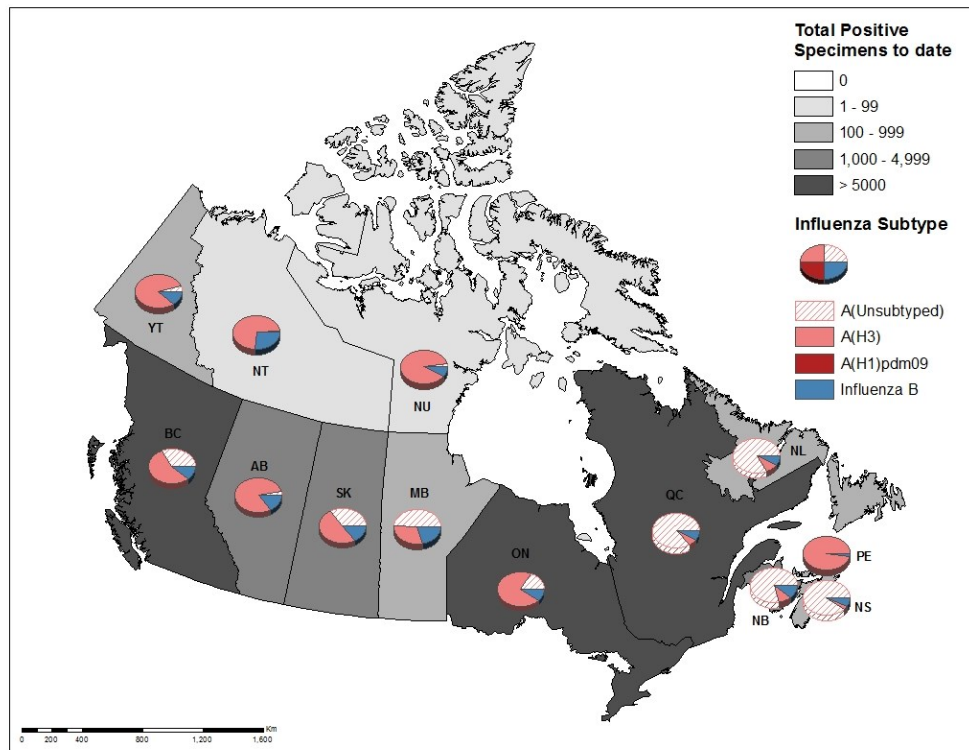 Total Positive
Specimens to date
0
1 - 99
100 - 999
1,000 - 4,999
> 5000
Influenza Subtype
A(Unsubtyped)
A(H3)
A(H1)pdm09
Influenza B
YT
NT
NU
BC
AB
SK
MB
ON
QC
NL
PE
NB
NS
Km
0 200 400 800 1,200 1,600